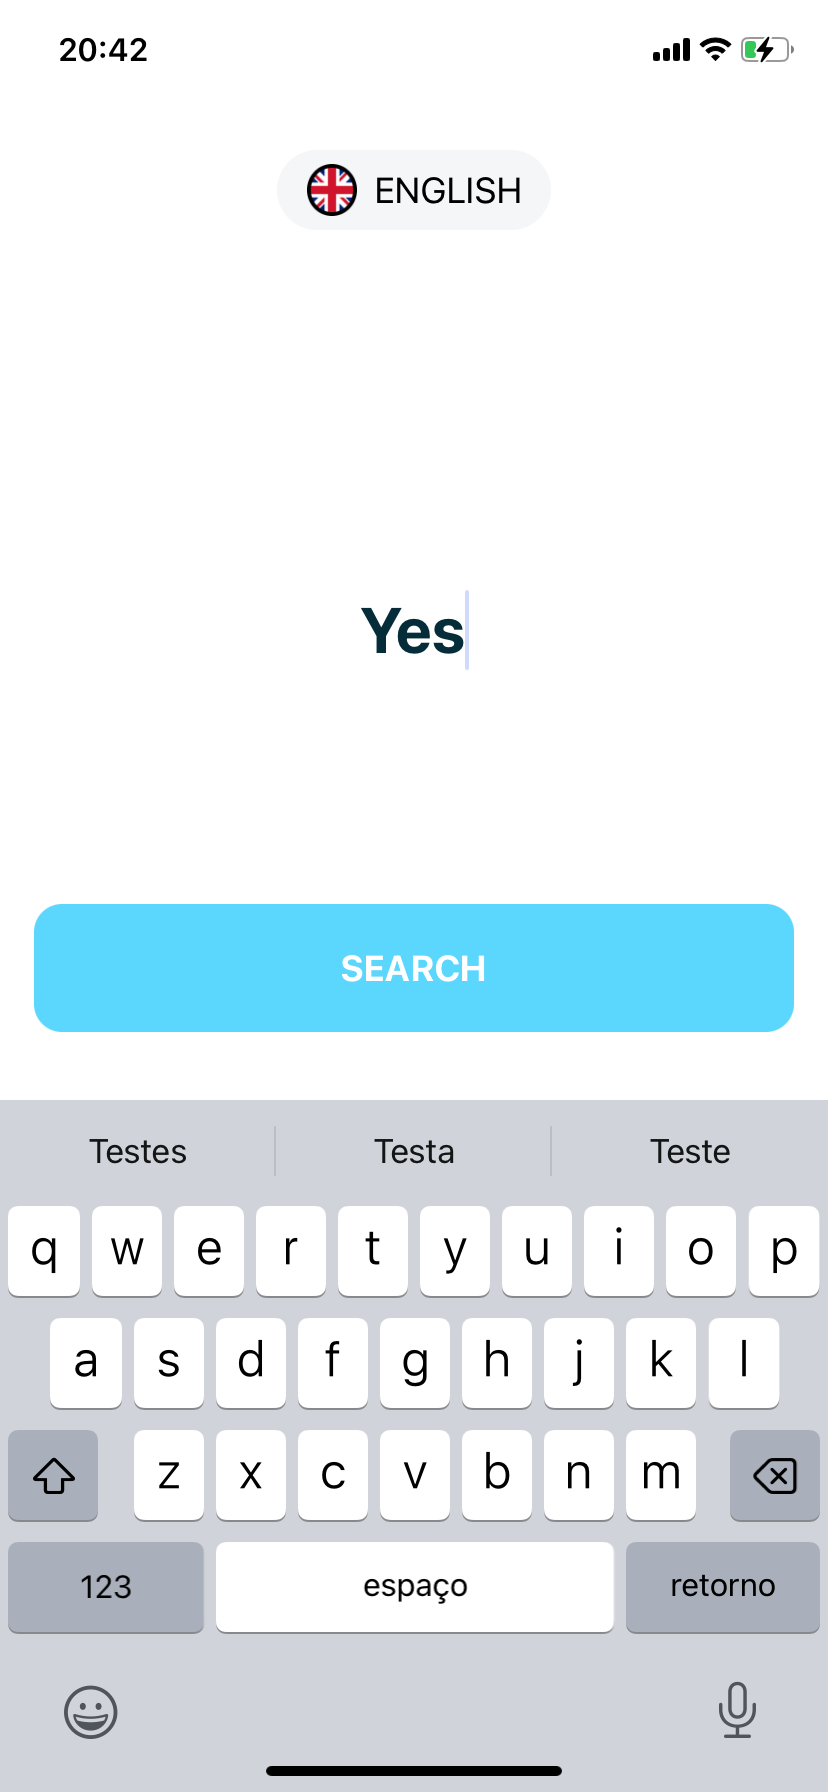 20:42
ENGLISH
Yes
SEARCH
Testes Testa Teste
q w e r t y u i o p
a s d f g h j k l
z x c v b n m
123 espaço retorno